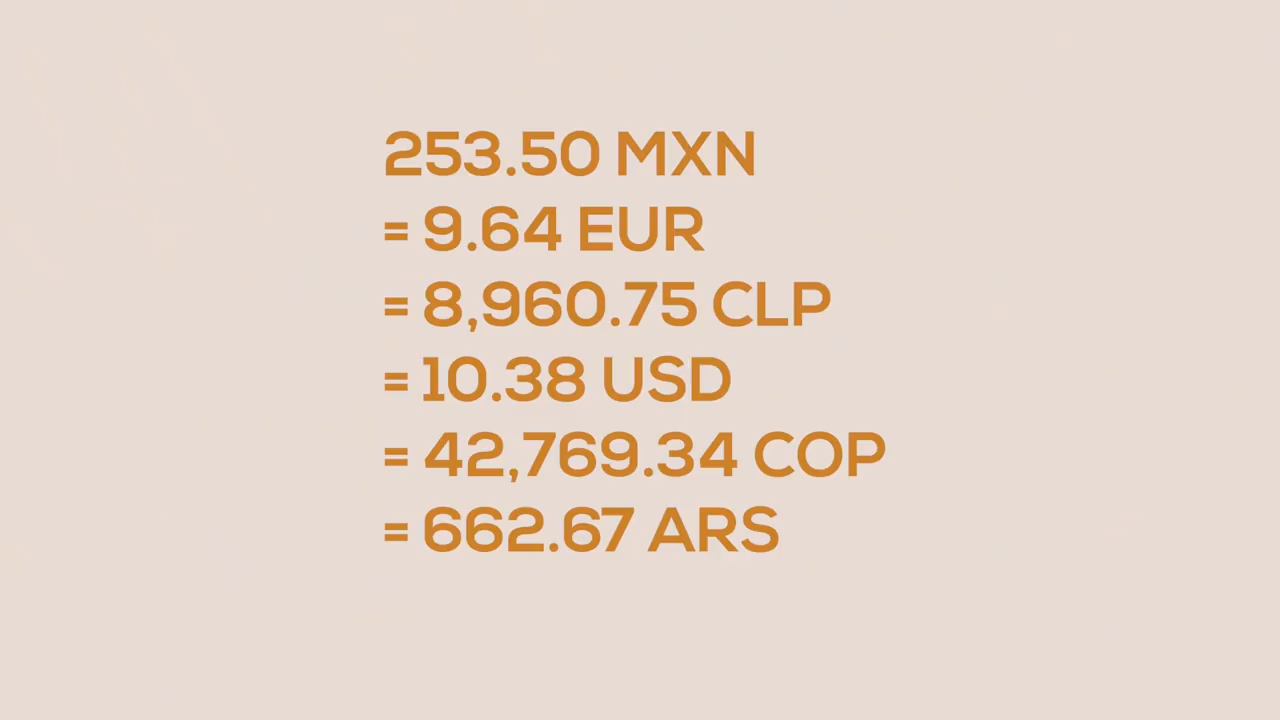 253.50 MXN
= 9.64 EUR
= 8,960.75 CLP
= 10.38 USD
= 42,769.34 COP
= 662.67 ARS